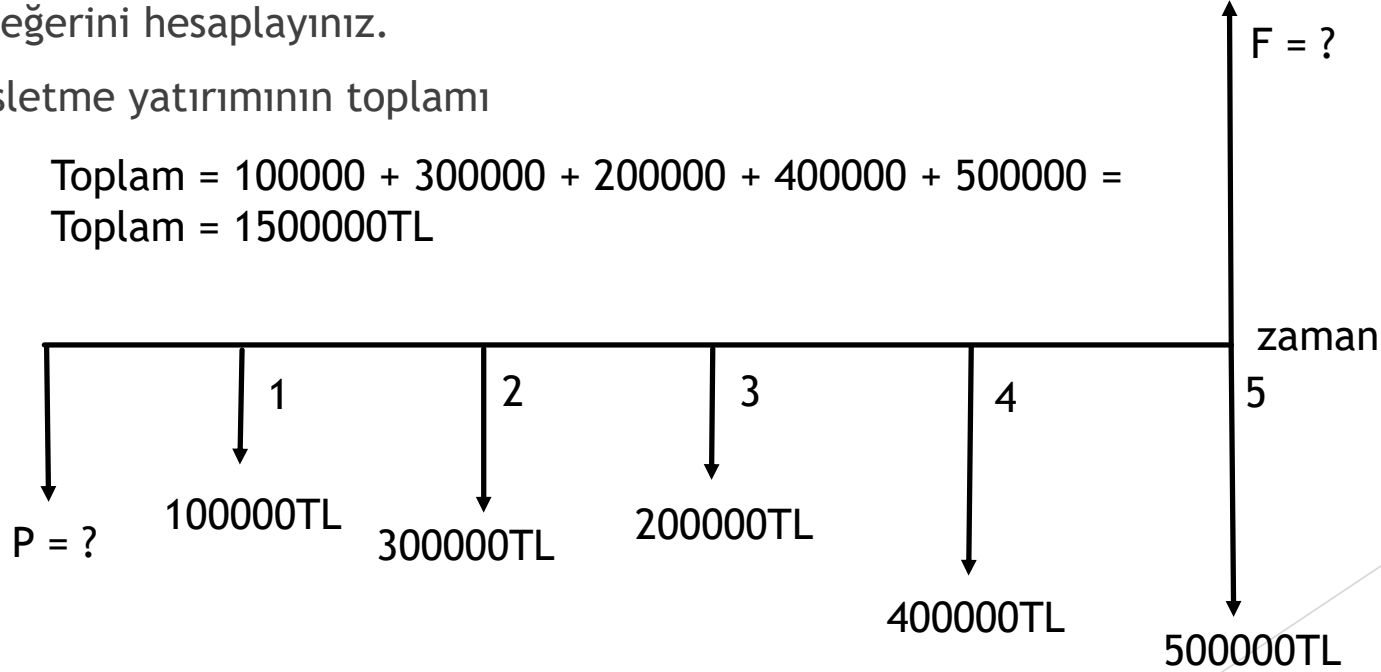 eğerini hesaplayınız.
F = ?
sletme yatırımının toplamı
Toplam = 100000 + 300000 + 200000 + 400000 + 500000 =
Toplam = 1500000TL
zaman
1
2
3
4
5
100000TL
300000TL
200000TL
P = ?
400000TL
500000TL